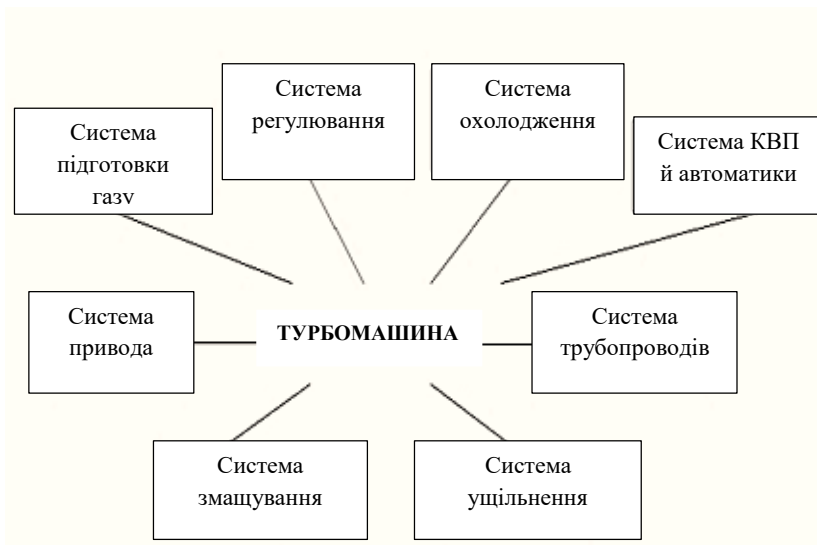 Система
регулювання
Система
охолодження
Система
підготовки
газу
Система КВП
й автоматики
Система
привода
ТУРБОМАШИНА
Система
трубопроводів
Система
змащування
Система
ущільнення